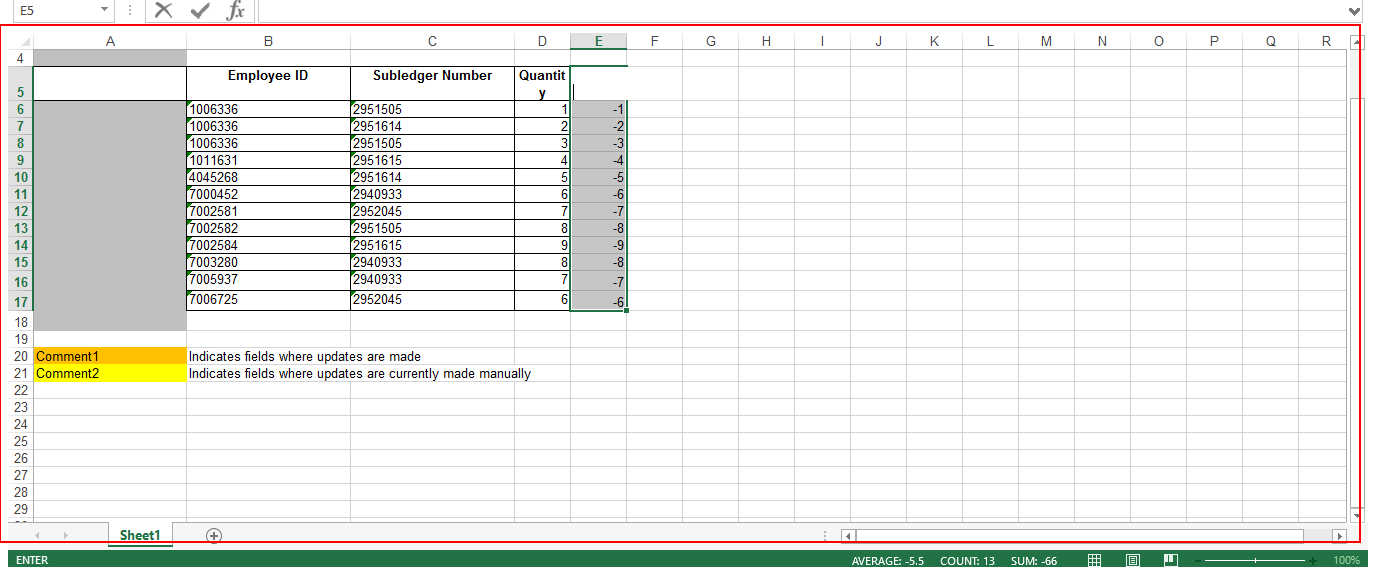 E5 fx
A B C D E F G H I J K L M N O P Q R
4
Employee ID Subledger Number Quantit
5 y
6 1006336 2951505 1 -1
7 1006336 2951614 2 -2
8 1006336 2951505 3 -3
9 1011631 2951615 4 -4
10 4045268 2951614 5 -5
11 7000452 2940933 6 -6
12 7002581 2952045 7 -7
13 7002582 2951505 8 -8
14 7002584 2951615 9 -9
15 7003280 2940933 8 -8
16 7005937 2940933 7 -7
17 7006725 2952045 6 -6
18
19
20 Comment1 Indicates fields where updates are made
21 Comment2 Indicates fields where updates are currently made manually
22
23
24
25
26
27
28
29
Sheet1
ENTER AVERAGE: -5.5 COUNT: 13 SUM: -66 100%